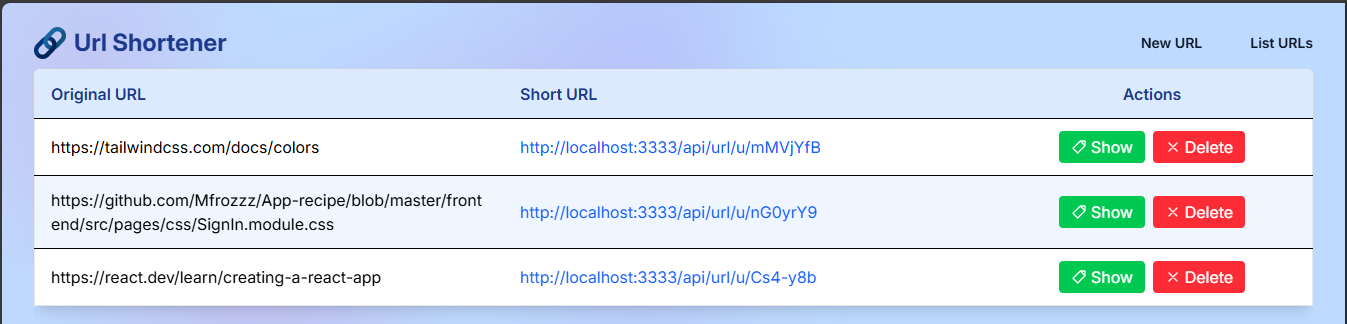 Url Shortener
New URL
List URLs
Original URL
Short URL
Actions
https://tailwindcss.com/docs/colors
http://localhost:3333/api/url/u/mMVjYfB
Show
Delete
https://github.com/Mfrozzz/App-recipe/blob/master/front
end/src/pages/css/SignIn.module.css
http://localhost:3333/api/url/u/nG0yrY9
Show
Delete
https://react.dev/learn/creating-a-react-app
http://localhost:3333/api/url/u/Cs4-y8b
Show
Delete